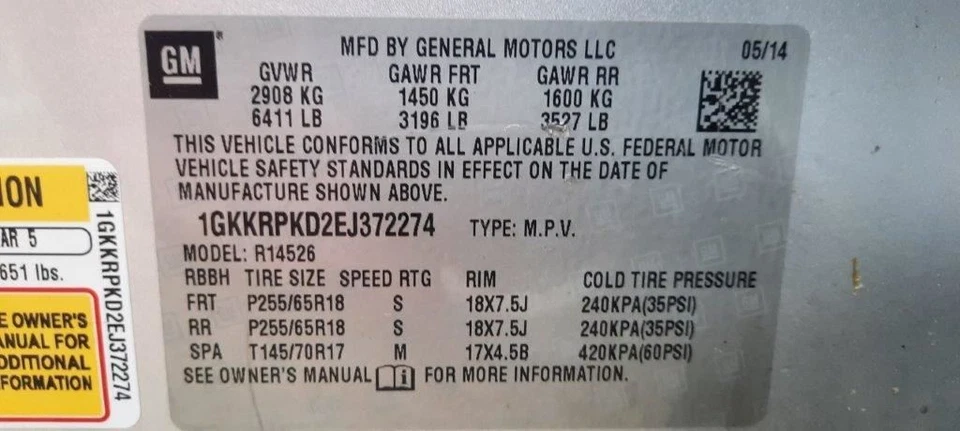 GM
MFD BY GENERAL MOTORS LLC 05/14
GVWR GAWR FRT GAWR RR
2908 KG 1450 KG 1600 KG
6411 LB 3196 LB 3527 LB
THIS VEHICLE CONFORMS TO ALL APPLICABLE U.S. FEDERAL MOTOR
VEHICLE SAFETY STANDARDS IN EFFECT ON THE DATE OF
MANUFACTURE SHOWN ABOVE.
1GKKRPKD2EJ372274 TYPE: M.P.V.
MODEL: R14526
RBBH TIRE SIZE SPEED RTG RIM COLD TIRE PRESSURE
FRT P255/65R18 S 18X7.5J 240KPA(35PSI)
RR P255/65R18 S 18X7.5J 240KPA(35PSI)
SPA T145/70R17 M 17X4.5B 420KPA(60PSI)
SEE OWNER'S MANUAL i FOR MORE INFORMATION.
ION
AR 5
651 lbs.
E OWNER'S
ANUAL FOR
DDITIONAL
FORMATION
1GKKRPKD2EJ372274